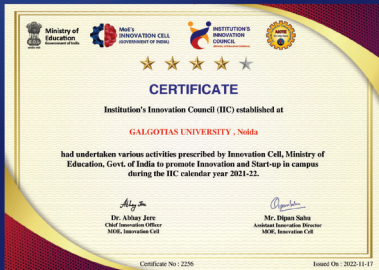 Ministry of
Education
Government of India
MoE's
INNOVATION CELL
(GOVERNMENT OF INDIA)
INSTITUTION'S
INNOVATION
COUNCIL
CERTIFICATE
Institution's Innovation Council (IIC) established at
GALGOTIAS UNIVERSITY , Noida
had undertaken various activities prescribed by Innovation Cell, Ministry of
Education, Govt. of India to promote Innovation and Start-up in campus
during the IIC calendar year 2021-22.
Dr. Abhay Jere
Chief Innovation Officer
MOE, Innovation Cell
Mr. Dipan Sahu
Assistant Innovation Director
MOE, Innovation Cell
Certificate No : 2256
Issued On : 2022-11-17